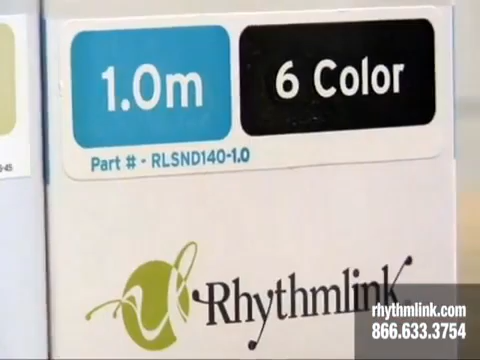 1.0m
6 Color
Part # - RLSND140-1.0
Rhythmlink
rhythmlink.com
866.633.3754